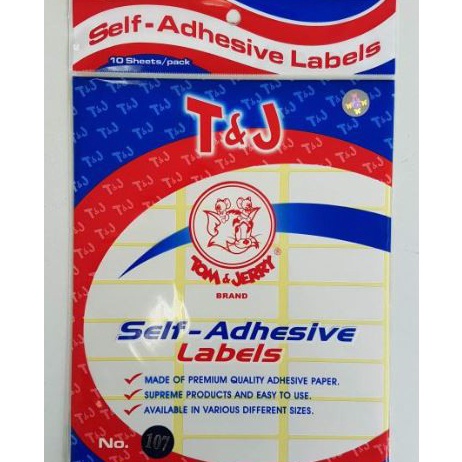 Self-Adhesive Labels
10 Sheets/pack
T&J
TOM & JERRY
BRAND
Self-Adhesive
Labels
MADE OF PREMIUM QUALITY ADHESIVE PAPER.
SUPREME PRODUCTS AND EASY TO USE.
AVAILABLE IN VARIOUS DIFFERENT SIZES.
No. 107